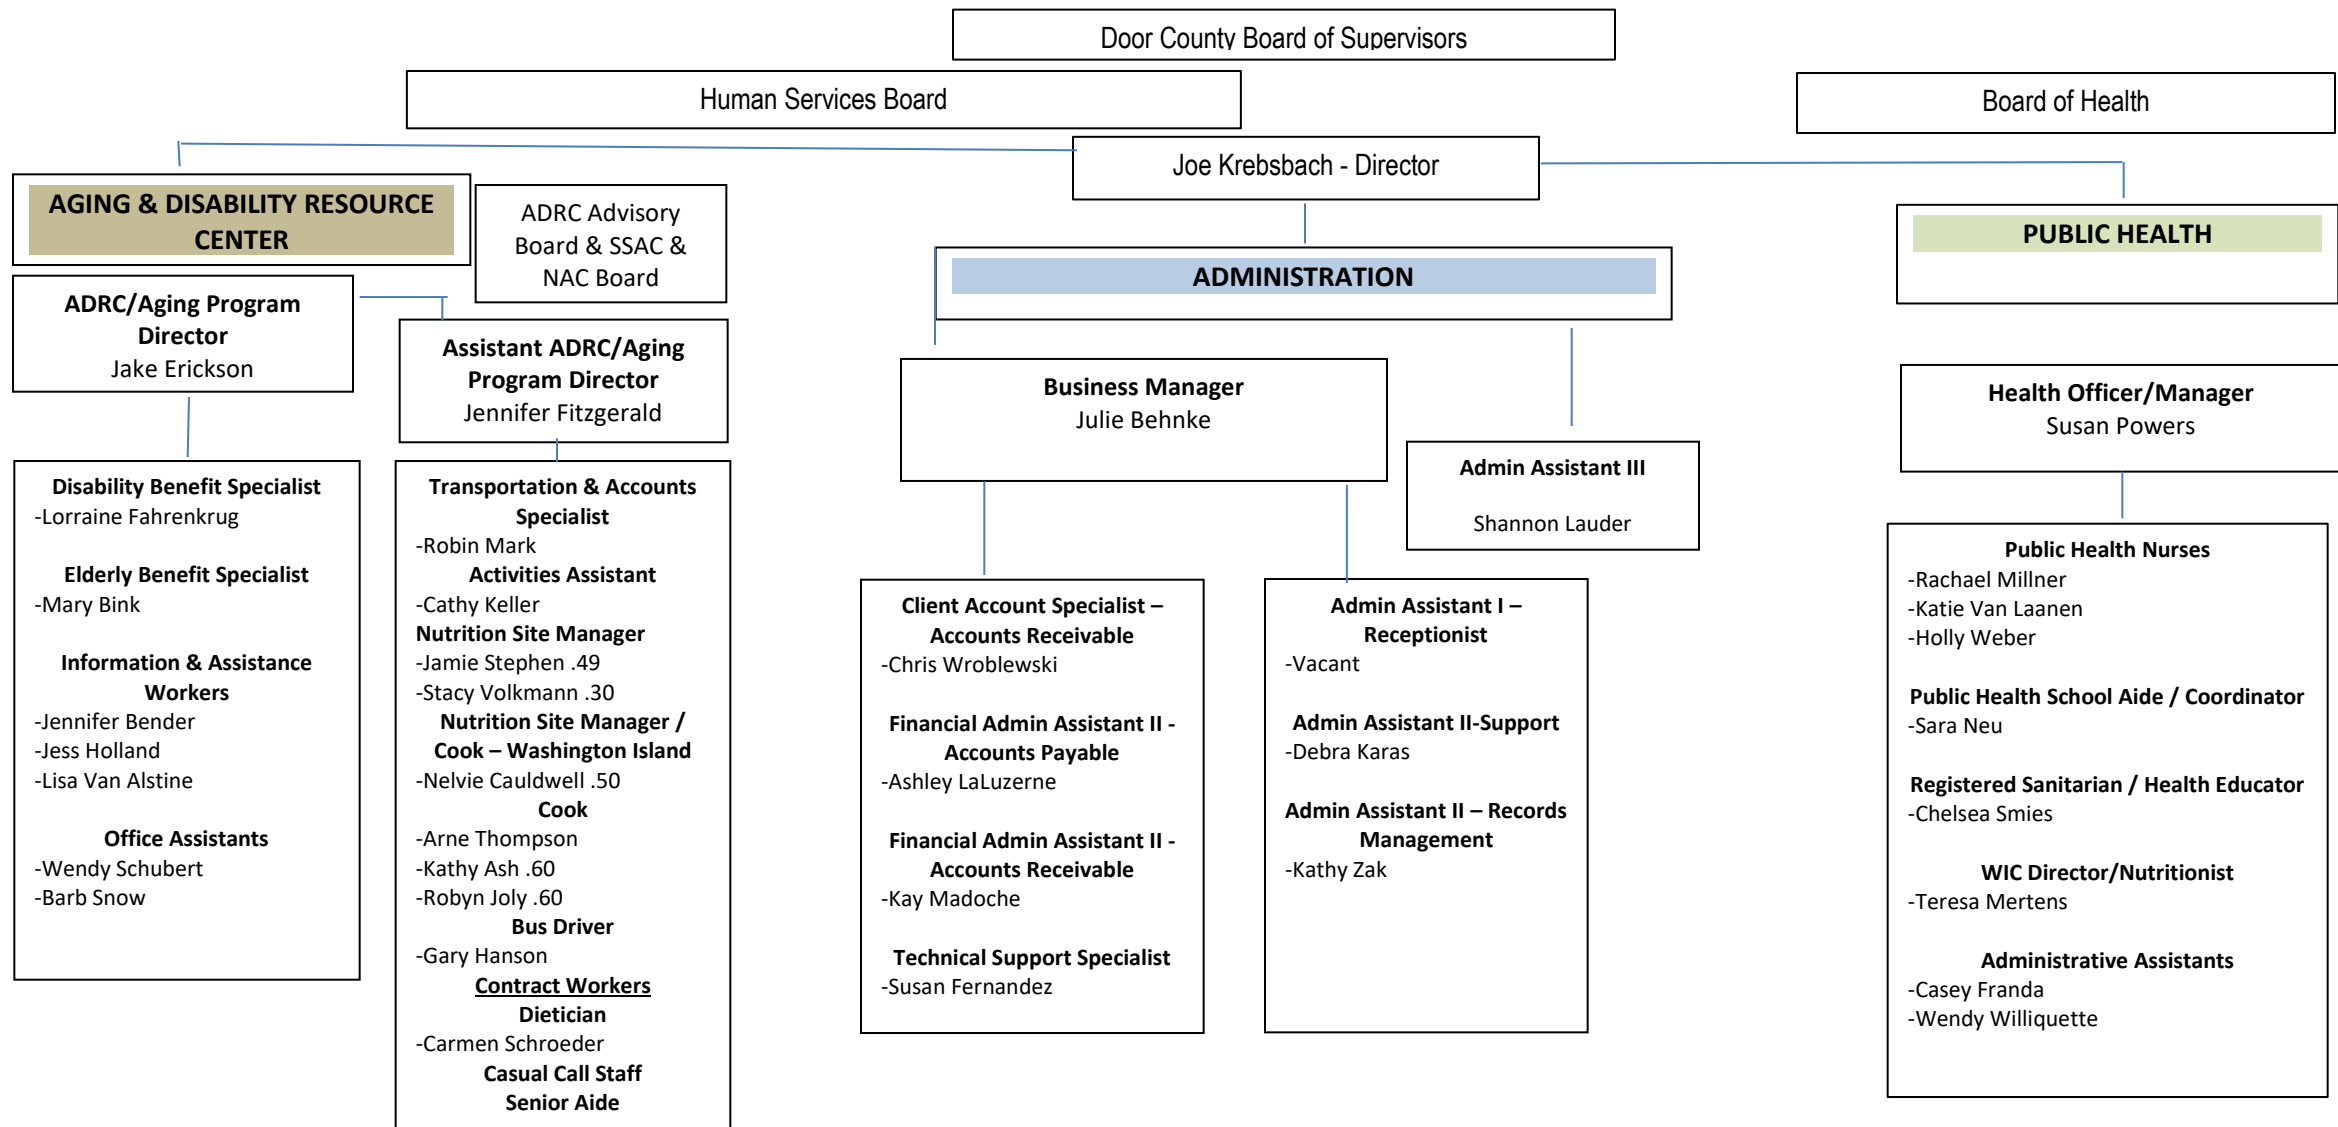 Door County Board of Supervisors
Human Services Board
Board of Health
Joe Krebsbach - Director
AGING & DISABILITY RESOURCE
CENTER
ADRC Advisory
Board & SSAC &
NAC Board
ADRC/Aging Program
Director
Jake Erickson
Assistant ADRC/Aging
Program Director
Jennifer Fitzgerald
Disability Benefit Specialist
-Lorraine Fahrenkrug
Elderly Benefit Specialist
-Mary Bink
Information & Assistance
Workers
-Jennifer Bender
-Jess Holland
-Lisa Van Alstine
Office Assistants
-Wendy Schubert
-Barb Snow
Transportation & Accounts
Specialist
-Robin Mark
Activities Assistant
-Cathy Keller
Nutrition Site Manager
-Jamie Stephen .49
-Stacy Volkmann .30
Nutrition Site Manager /
Cook – Washington Island
-Nelvie Cauldwell .50
Cook
-Arne Thompson
-Kathy Ash .60
-Robyn Joly .60
Bus Driver
-Gary Hanson
Contract Workers
Dietician
-Carmen Schroeder
Casual Call Staff
Senior Aide
ADMINISTRATION
Business Manager
Julie Behnke
Admin Assistant III
Shannon Lauder
Client Account Specialist –
Accounts Receivable
-Chris Wroblewski
Financial Admin Assistant II -
Accounts Payable
-Ashley LaLuzerne
Financial Admin Assistant II -
Accounts Receivable
-Kay Madoche
Technical Support Specialist
-Susan Fernandez
Admin Assistant I –
Receptionist
-Vacant
Admin Assistant II-Support
-Debra Karas
Admin Assistant II – Records
Management
-Kathy Zak
PUBLIC HEALTH
Health Officer/Manager
Susan Powers
Public Health Nurses
-Rachael Millner
-Katie Van Laanen
-Holly Weber
Public Health School Aide / Coordinator
-Sara Neu
Registered Sanitarian / Health Educator
-Chelsea Smies
WIC Director/Nutritionist
-Teresa Mertens
Administrative Assistants
-Casey Franda
-Wendy Williquette